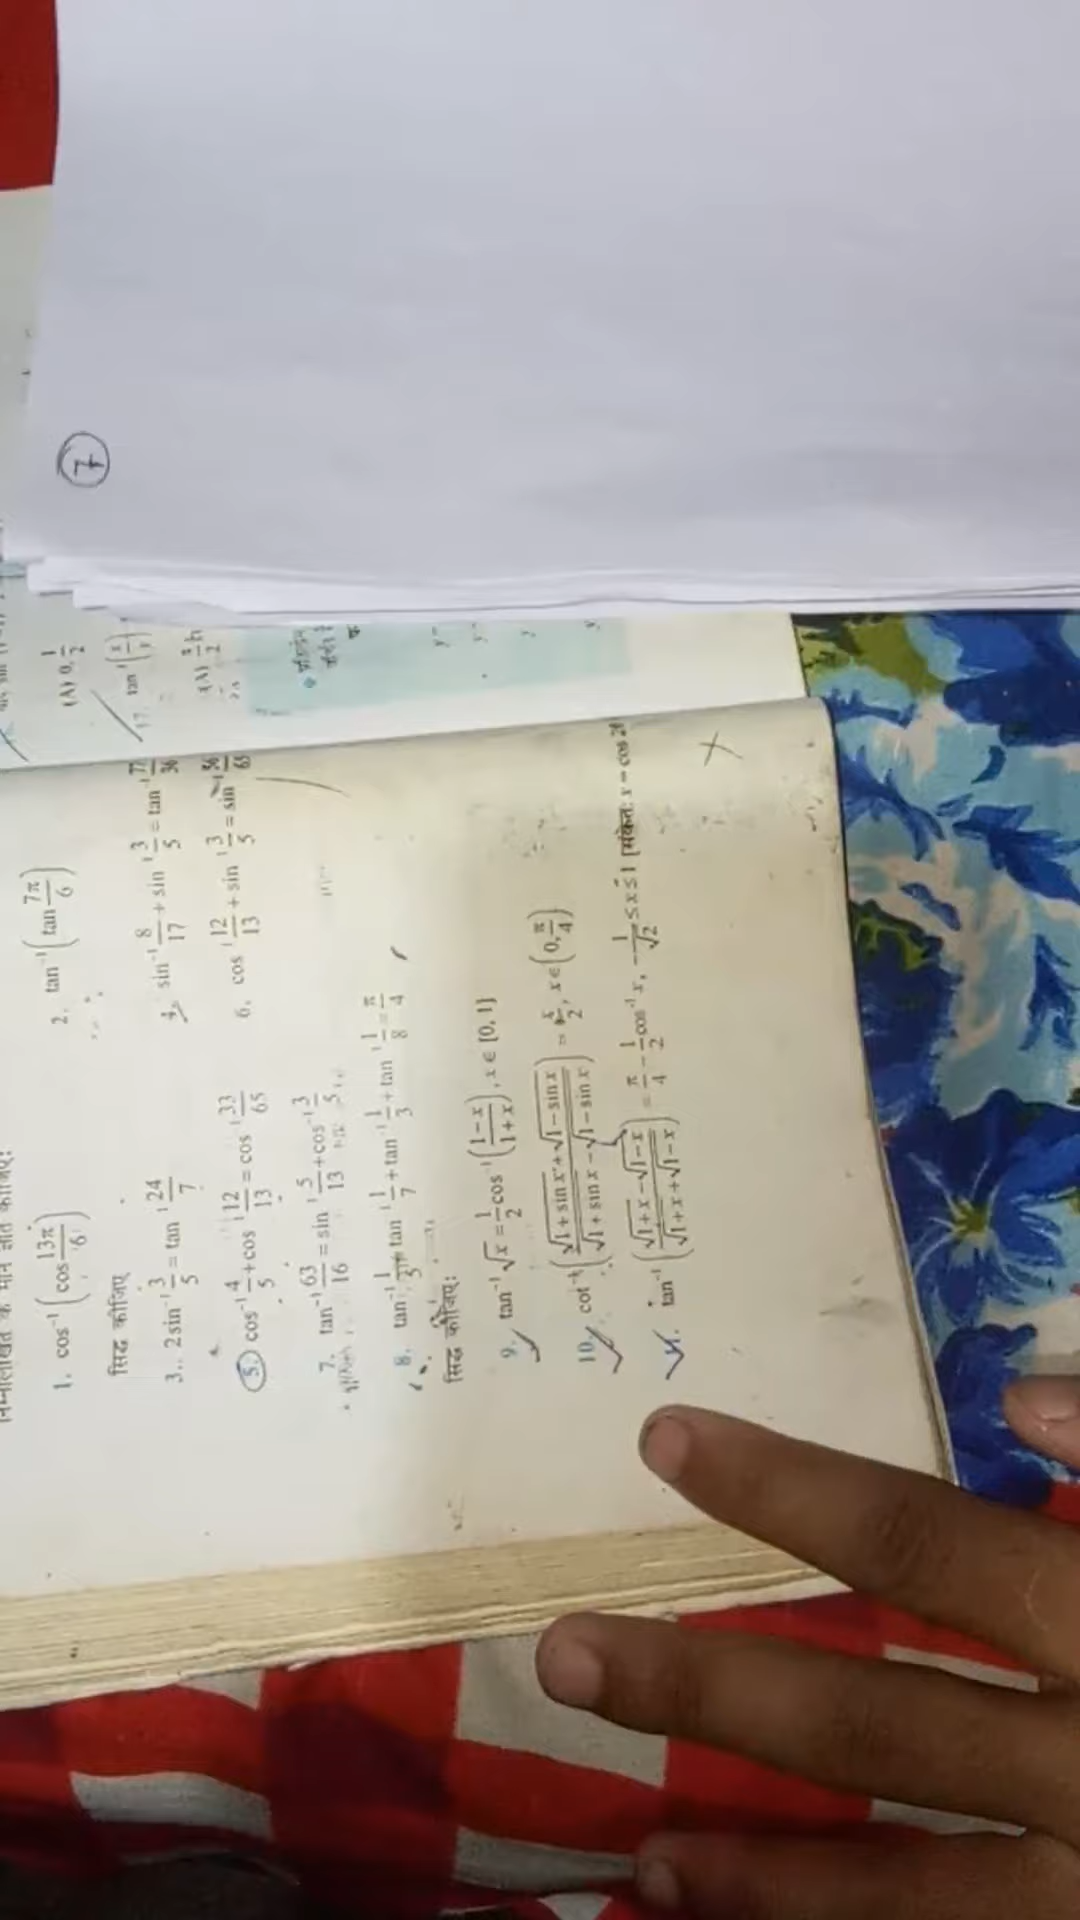 निम्नलिखित के मान ज्ञात कीजिए:
1. cos⁻¹(cos 13π/6) 2. tan⁻¹(tan 7π/6)
सिद्ध कीजिए
3. 2 sin⁻¹ 3/5 = tan⁻¹ 24/7 4. sin⁻¹ 8/17 + sin⁻¹ 3/5 = tan⁻¹ 77/36
5. cos⁻¹ 4/5 + cos⁻¹ 12/13 = cos⁻¹ 33/65 6. cos⁻¹ 12/13 + sin⁻¹ 3/5 = sin⁻¹ 56/65
7. tan⁻¹ 63/16 = sin⁻¹ 5/13 + cos⁻¹ 3/5
8. tan⁻¹ 1/5 + tan⁻¹ 1/7 + tan⁻¹ 1/3 + tan⁻¹ 1/8 = π/4
सिद्ध कीजिए:
9. tan⁻¹ √x = 1/2 cos⁻¹((1−x)/(1+x)), x ∈ [0, 1]
10. cot⁻¹((√(1+sin x) + √(1−sin x))/(√(1+sin x) − √(1−sin x))) = x/2, x ∈ (0, π/4)
11. tan⁻¹((√(1+x) − √(1−x))/(√(1+x) + √(1−x))) = π/4 − 1/2 cos⁻¹ x, −1/√2 ≤ x ≤ 1 [संकेत: x = cos 2θ
(A) 0, 1/2
17. tan⁻¹(x/y)
(A) π/2
y
y
y
y
7